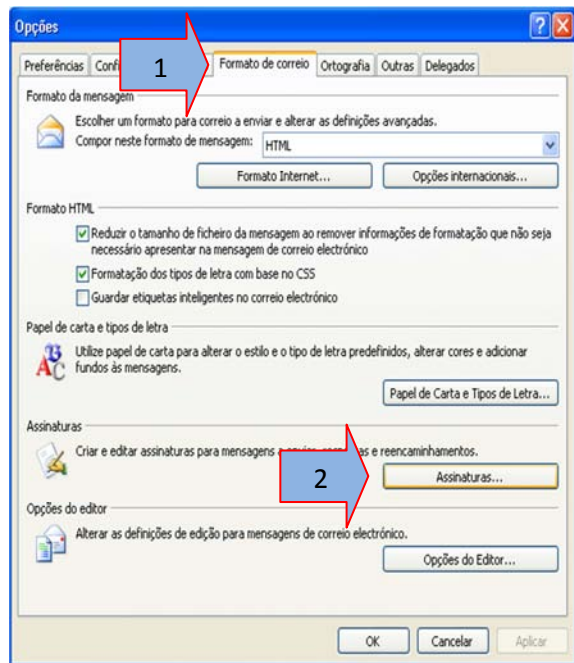 Opções
Preferências Confi 1 Formato de correio Ortografia Outras Delegados
Formato da mensagem
Escolher um formato para correio a enviar e alterar as definições avançadas.
Compor neste formato de mensagem: HTML
Formato Internet... Opções internacionais...
Formato HTML
Reduzir o tamanho de ficheiro da mensagem ao remover informações de formatação que não seja
necessário apresentar na mensagem de correio electrónico
Formatação dos tipos de letra com base no CSS
Guardar etiquetas inteligentes no correio electrónico
Papel de carta e tipos de letra
Utilize papel de carta para alterar o estilo e o tipo de letra predefinidos, alterar cores e adicionar
fundos às mensagens.
Papel de Carta e Tipos de Letra...
Assinaturas
Criar e editar assinaturas para mensagens a e reencaminhamentos.
2 Assinaturas...
Opções do editor
Alterar as definições de edição para mensagens de correio electrónico.
Opções do Editor...
OK Cancelar Aplicar